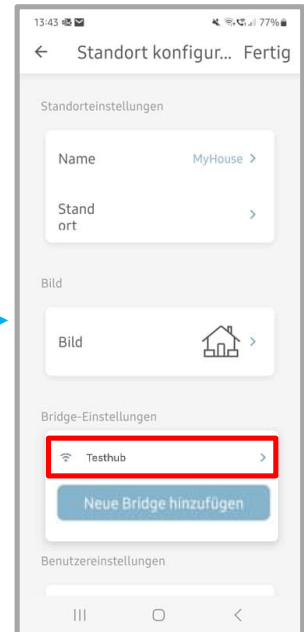 13:43
77%
Standort konfigur... Fertig
Standorteinstellungen
Name MyHouse
Stand
ort
Bild
Bild
Bridge-Einstellungen
Testhub
Neue Bridge hinzufügen
Benutzereinstellungen